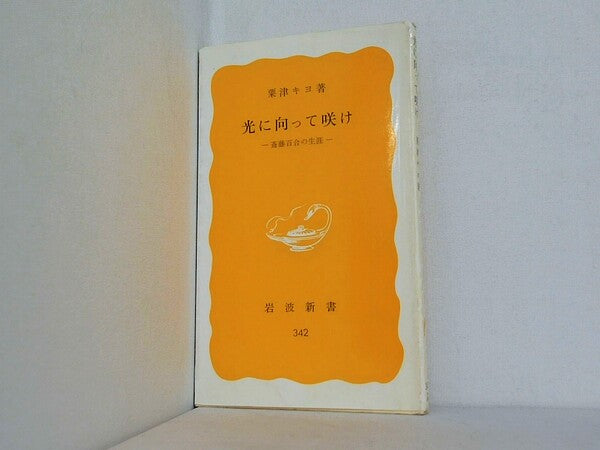 粟津キヨ著
光に向って咲け
―斎藤百合の生涯―
岩波新書
342